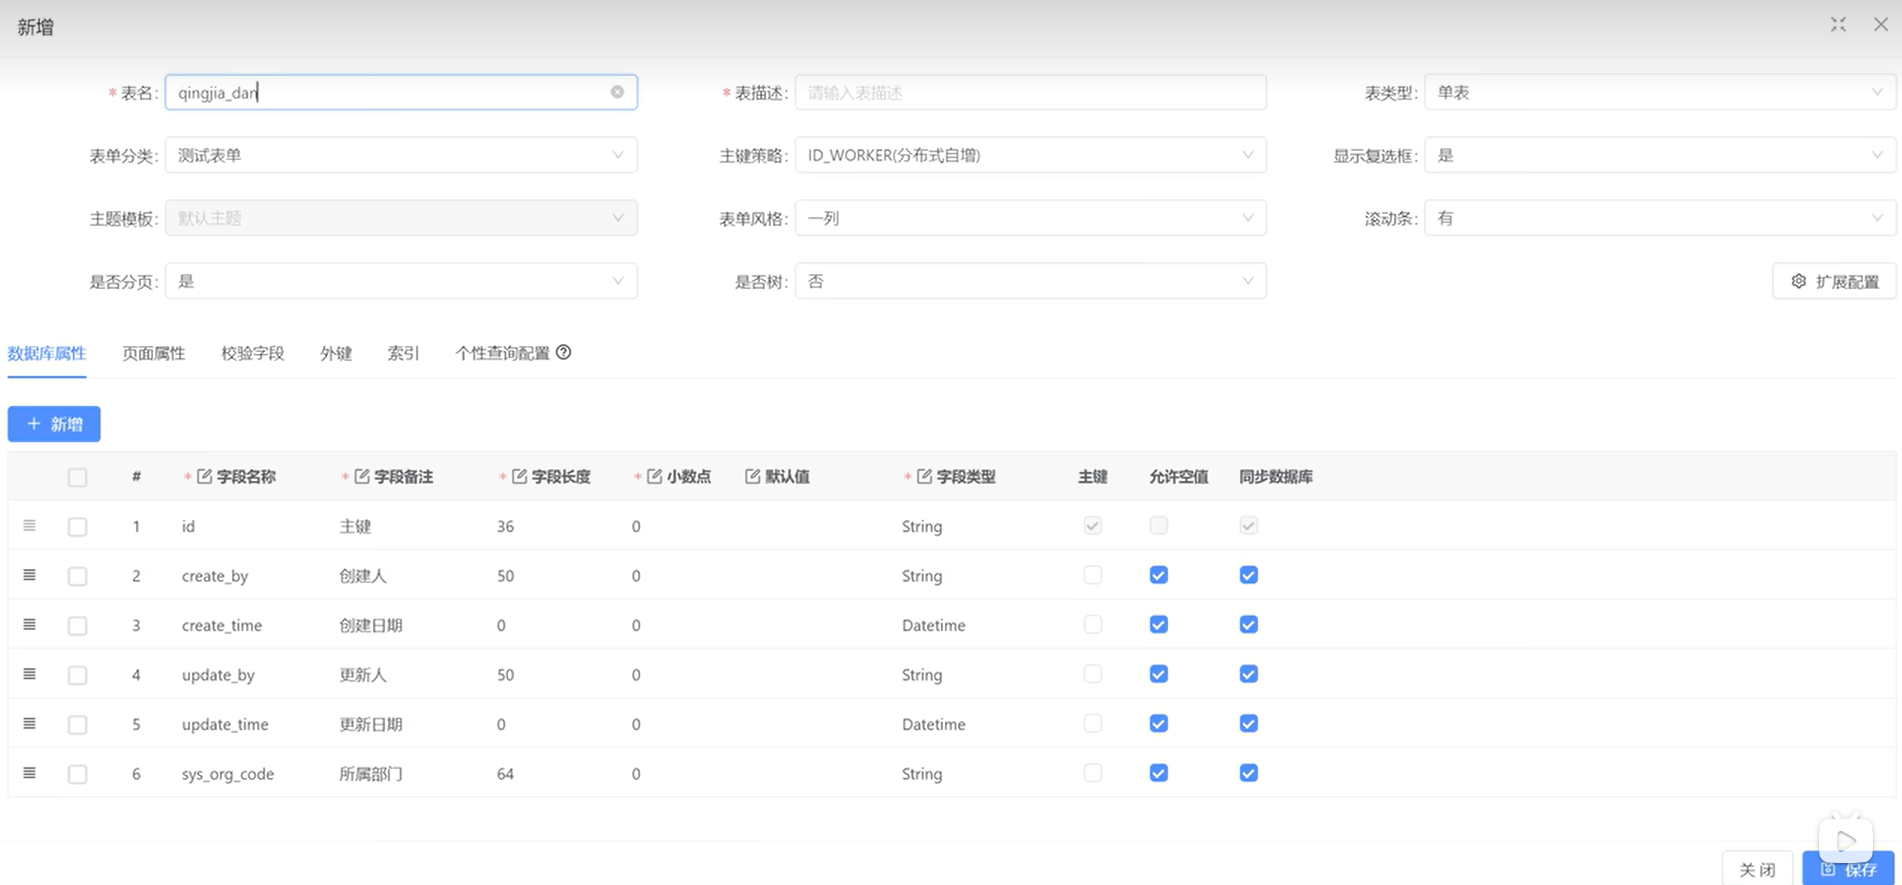 新增
* 表名: qingjia_dan * 表描述: 请输入表描述 表类型: 单表
表单分类: 测试表单 主键策略: ID_WORKER(分布式自增) 显示复选框: 是
主题模板: 默认主题 表单风格: 一列 滚动条: 有
是否分页: 是 是否树: 否 扩展配置
数据库属性 页面属性 校验字段 外键 索引 个性查询配置
+ 新增
# * 字段名称 * 字段备注 * 字段长度 * 小数点 默认值 * 字段类型 主键 允许空值 同步数据库
1 id 主键 36 0 String
2 create_by 创建人 50 0 String
3 create_time 创建日期 0 0 Datetime
4 update_by 更新人 50 0 String
5 update_time 更新日期 0 0 Datetime
6 sys_org_code 所属部门 64 0 String
关闭 保存